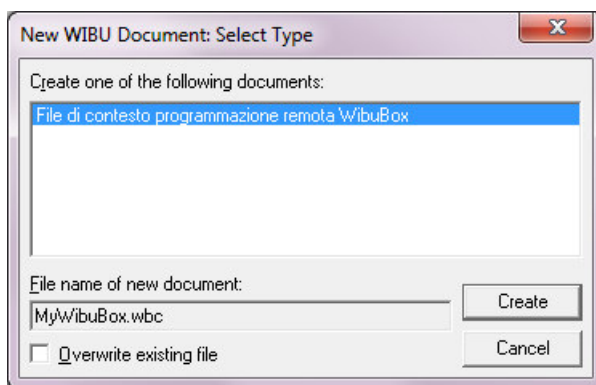 New WIBU Document: Select Type
Create one of the following documents:
File di contesto programmazione remota WibuBox
File name of new document:
MyWibuBox.wbc
Create
Overwrite existing file
Cancel